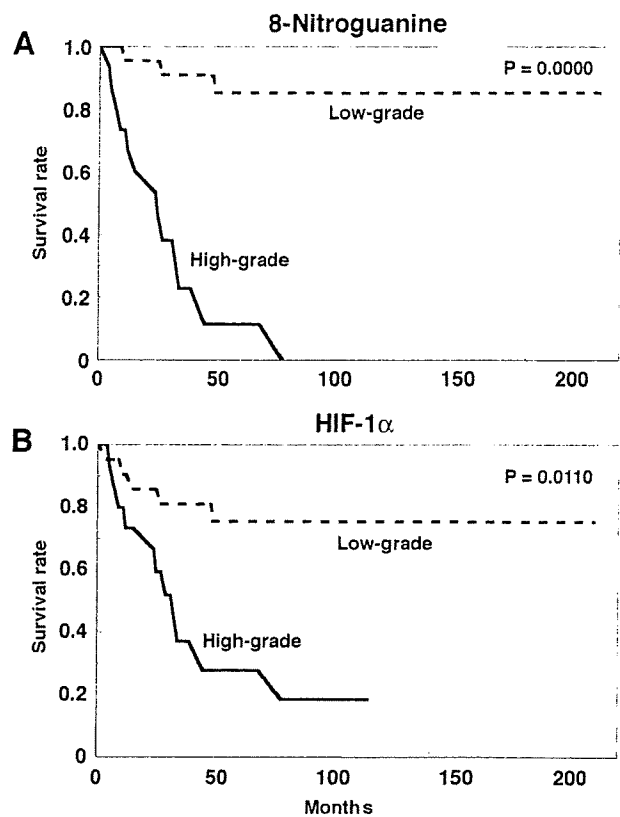 8-Nitroguanine
A
1.0
P = 0.0000
0.8
Low-grade
0.6
Survival rate
0.4
High-grade
0.2
0
0 50 100 150 200
HIF-1α
B
1.0
P = 0.0110
0.8
Low-grade
0.6
Survival rate
0.4
High-grade
0.2
0
0 50 100 150 200
Months